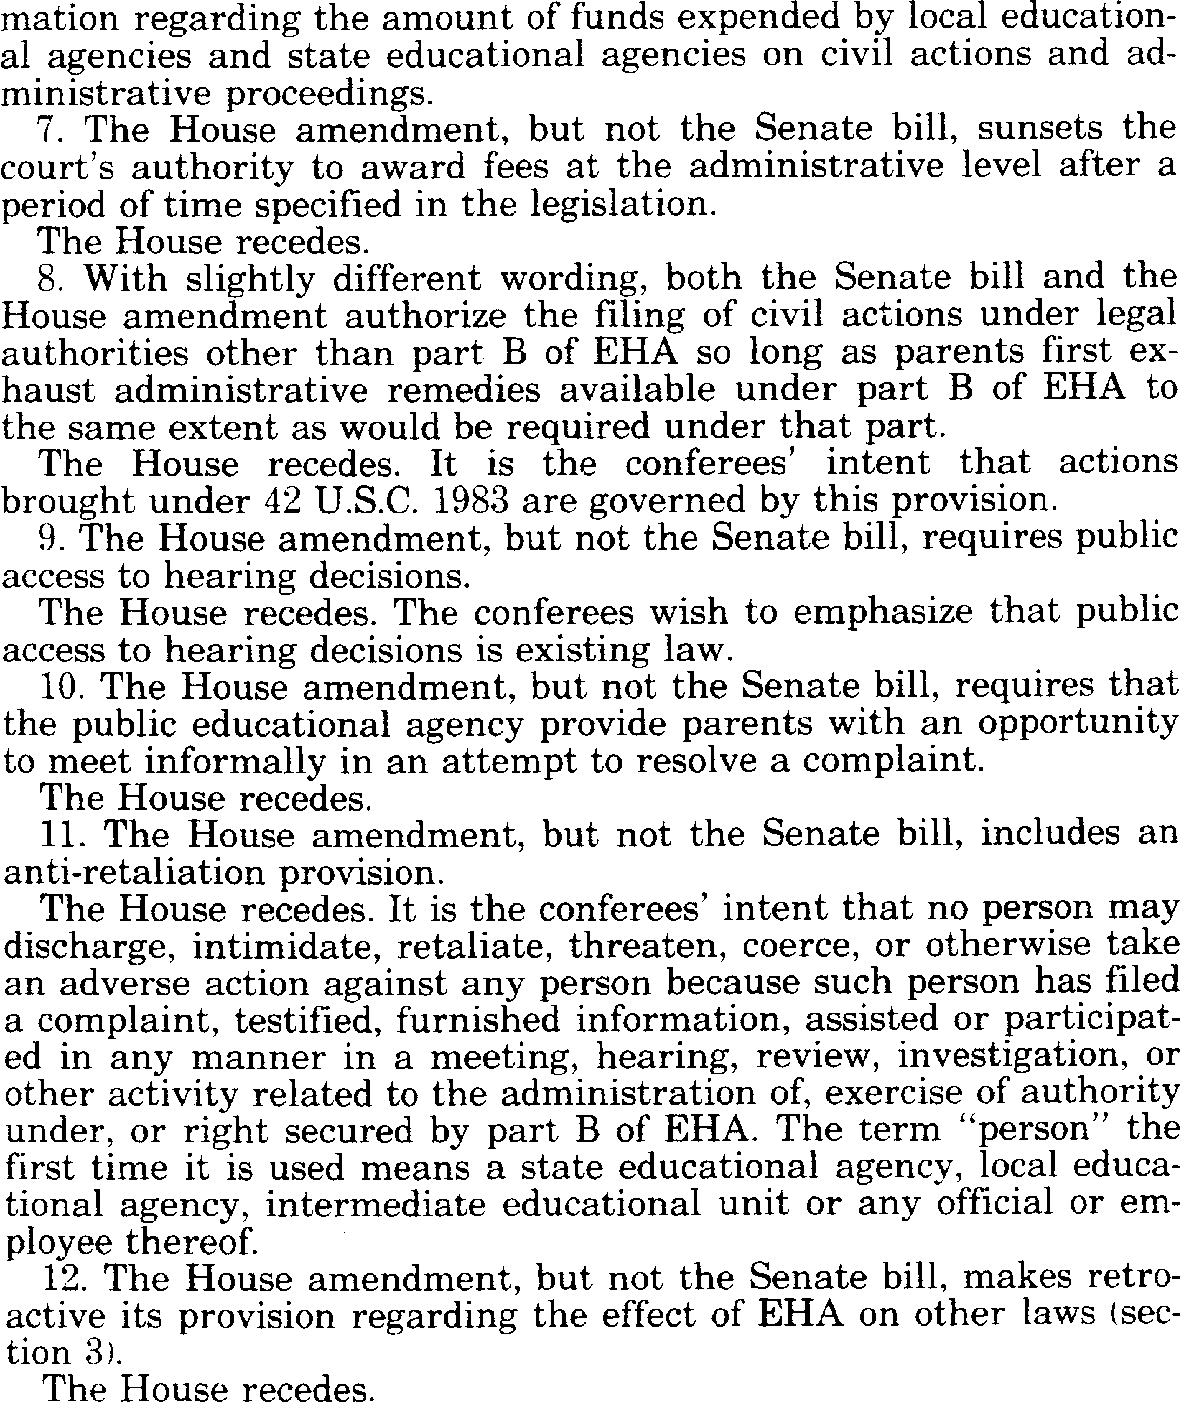 mation regarding the amount of funds expended by local education-
al agencies and state educational agencies on civil actions and ad-
ministrative proceedings.
7. The House amendment, but not the Senate bill, sunsets the
court's authority to award fees at the administrative level after a
period of time specified in the legislation.
The House recedes.
8. With slightly different wording, both the Senate bill and the
House amendment authorize the filing of civil actions under legal
authorities other than part B of EHA so long as parents first ex-
haust administrative remedies available under part B of EHA to
the same extent as would be required under that part.
The House recedes. It is the conferees' intent that actions
brought under 42 U.S.C. 1983 are governed by this provision.
9. The House amendment, but not the Senate bill, requires public
access to hearing decisions.
The House recedes. The conferees wish to emphasize that public
access to hearing decisions is existing law.
10. The House amendment, but not the Senate bill, requires that
the public educational agency provide parents with an opportunity
to meet informally in an attempt to resolve a complaint.
The House recedes.
11. The House amendment, but not the Senate bill, includes an
anti-retaliation provision.
The House recedes. It is the conferees' intent that no person may
discharge, intimidate, retaliate, threaten, coerce, or otherwise take
an adverse action against any person because such person has filed
a complaint, testified, furnished information, assisted or participat-
ed in any manner in a meeting, hearing, review, investigation, or
other activity related to the administration of, exercise of authority
under, or right secured by part B of EHA. The term "person" the
first time it is used means a state educational agency, local educa-
tional agency, intermediate educational unit or any official or em-
ployee thereof.
12. The House amendment, but not the Senate bill, makes retro-
active its provision regarding the effect of EHA on other laws (sec-
tion 3).
The House recedes.